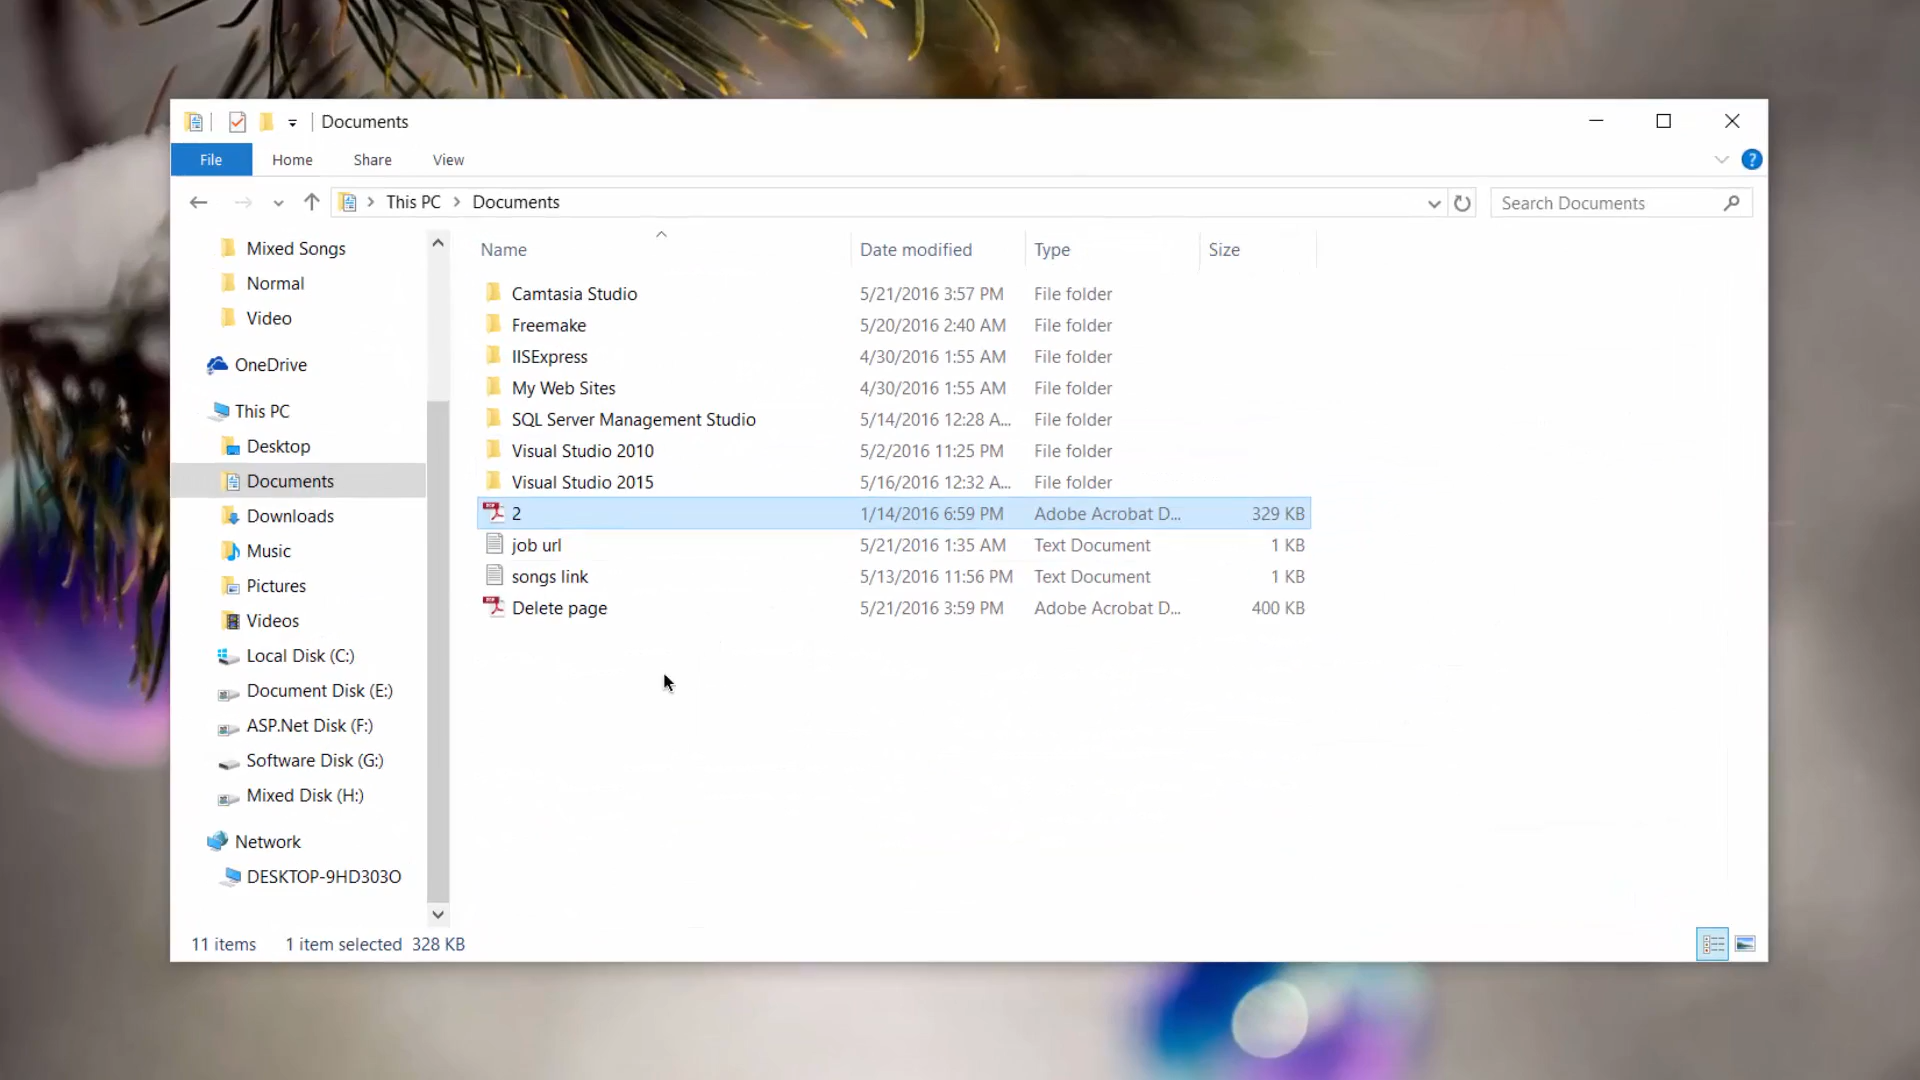 Documents
File Home Share View
This PC Documents Search Documents
Mixed Songs
Normal
Video
OneDrive
This PC
Desktop
Documents
Downloads
Music
Pictures
Videos
Local Disk (C:)
Document Disk (E:)
ASP.Net Disk (F:)
Software Disk (G:)
Mixed Disk (H:)
Network
DESKTOP-9HD303O
Name Date modified Type Size
Camtasia Studio 5/21/2016 3:57 PM File folder
Freemake 5/20/2016 2:40 AM File folder
IISExpress 4/30/2016 1:55 AM File folder
My Web Sites 4/30/2016 1:55 AM File folder
SQL Server Management Studio 5/14/2016 12:28 A... File folder
Visual Studio 2010 5/2/2016 11:25 PM File folder
Visual Studio 2015 5/16/2016 12:32 A... File folder
2 1/14/2016 6:59 PM Adobe Acrobat D... 329 KB
job url 5/21/2016 1:35 AM Text Document 1 KB
songs link 5/13/2016 11:56 PM Text Document 1 KB
Delete page 5/21/2016 3:59 PM Adobe Acrobat D... 400 KB
11 items 1 item selected 328 KB